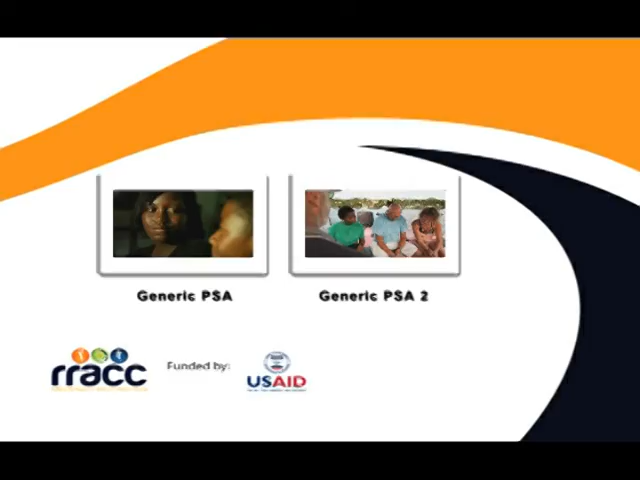 Generic PSA
Generic PSA 2
rracc
Funded by:
USAID